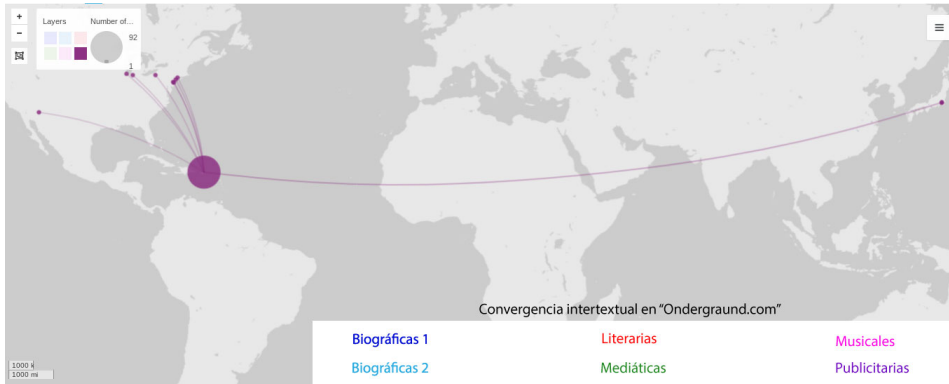 +
Layers
Number of...
92
−
1
Convergencia intertextual en “Ondergraund.com”
Biográficas 1
Literarias
Musicales
Biográficas 2
Mediáticas
Publicitarias
1000 k
1000 mi